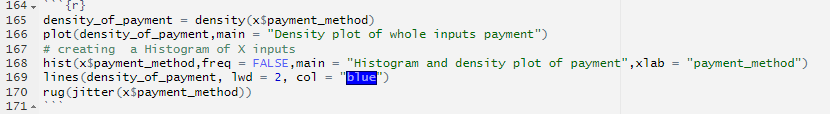 164 ```{r}
165 density_of_payment = density(x$payment_method)
166 plot(density_of_payment,main = "Density plot of whole inputs payment")
167 # creating  a Histogram of X inputs
168 hist(x$payment_method,freq = FALSE,main = "Histogram and density plot of payment",xlab = "payment_method")
169 lines(density_of_payment, lwd = 2, col = "blue")
170 rug(jitter(x$payment_method))
171 ```